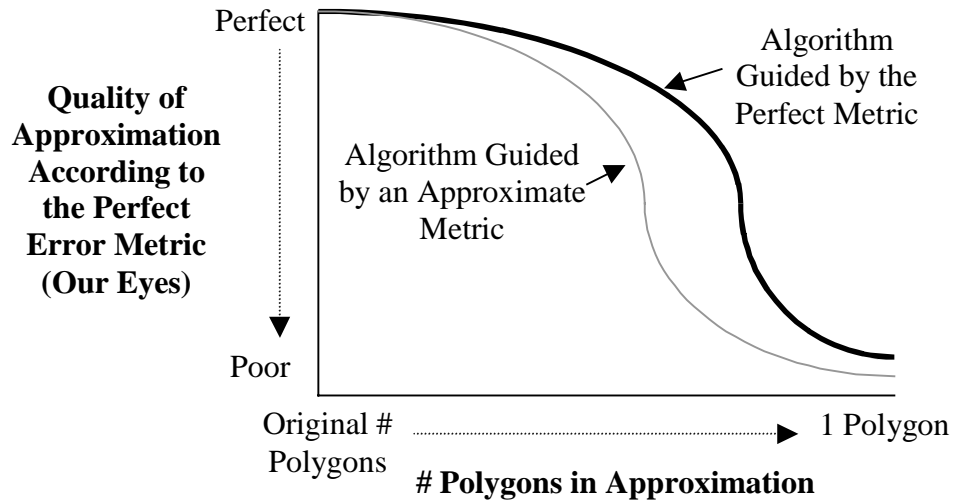 Perfect
Quality of
Approximation
According to
the Perfect
Error Metric
(Our Eyes)
Poor
Algorithm
Guided by the
Perfect Metric
Algorithm Guided
by an Approximate
Metric
Original #
Polygons
1 Polygon
# Polygons in Approximation